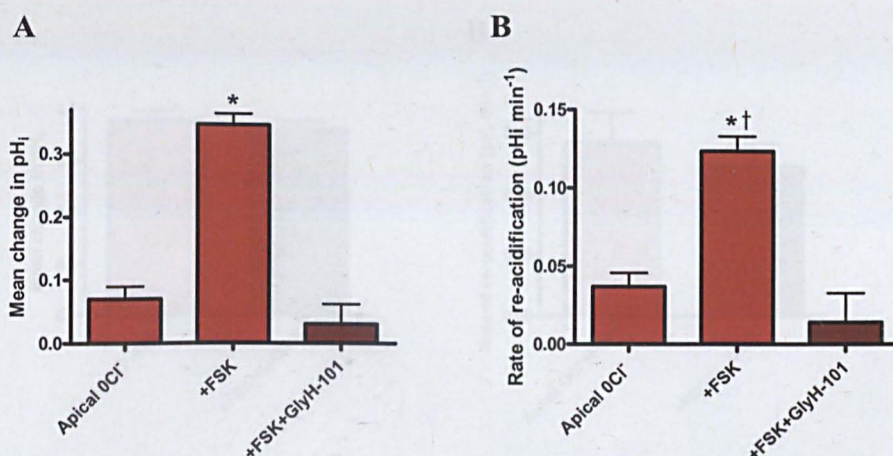 A
Mean change in pHi
0.3
0.2
0.1
0.0
*
Apical 0Cl-
+FSK
+FSK+GlyH-101
B
Rate of re-acidification (pHi min-1)
0.15
0.10
0.05
0.00
*†
Apical 0Cl-
+FSK
+FSK+GlyH-101